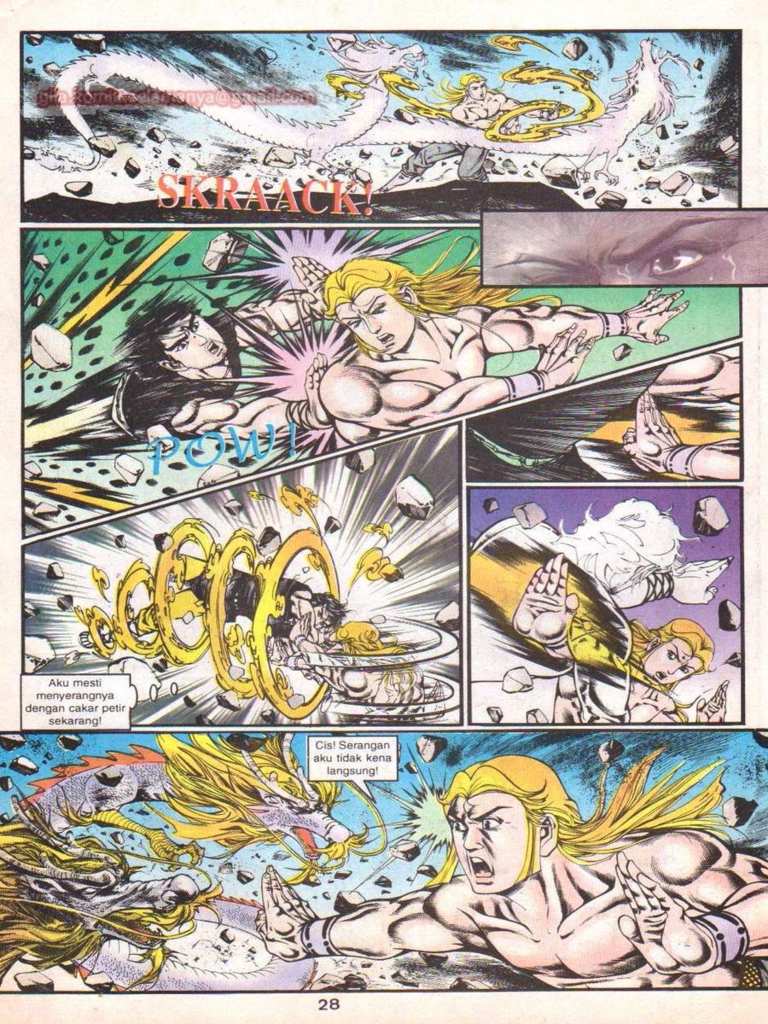 SKRAACK!
POW!
Aku mesti
menyerangnya
dengan cakar petir
sekarang!
Cis! Serangan
aku tidak kena
langsung!
28